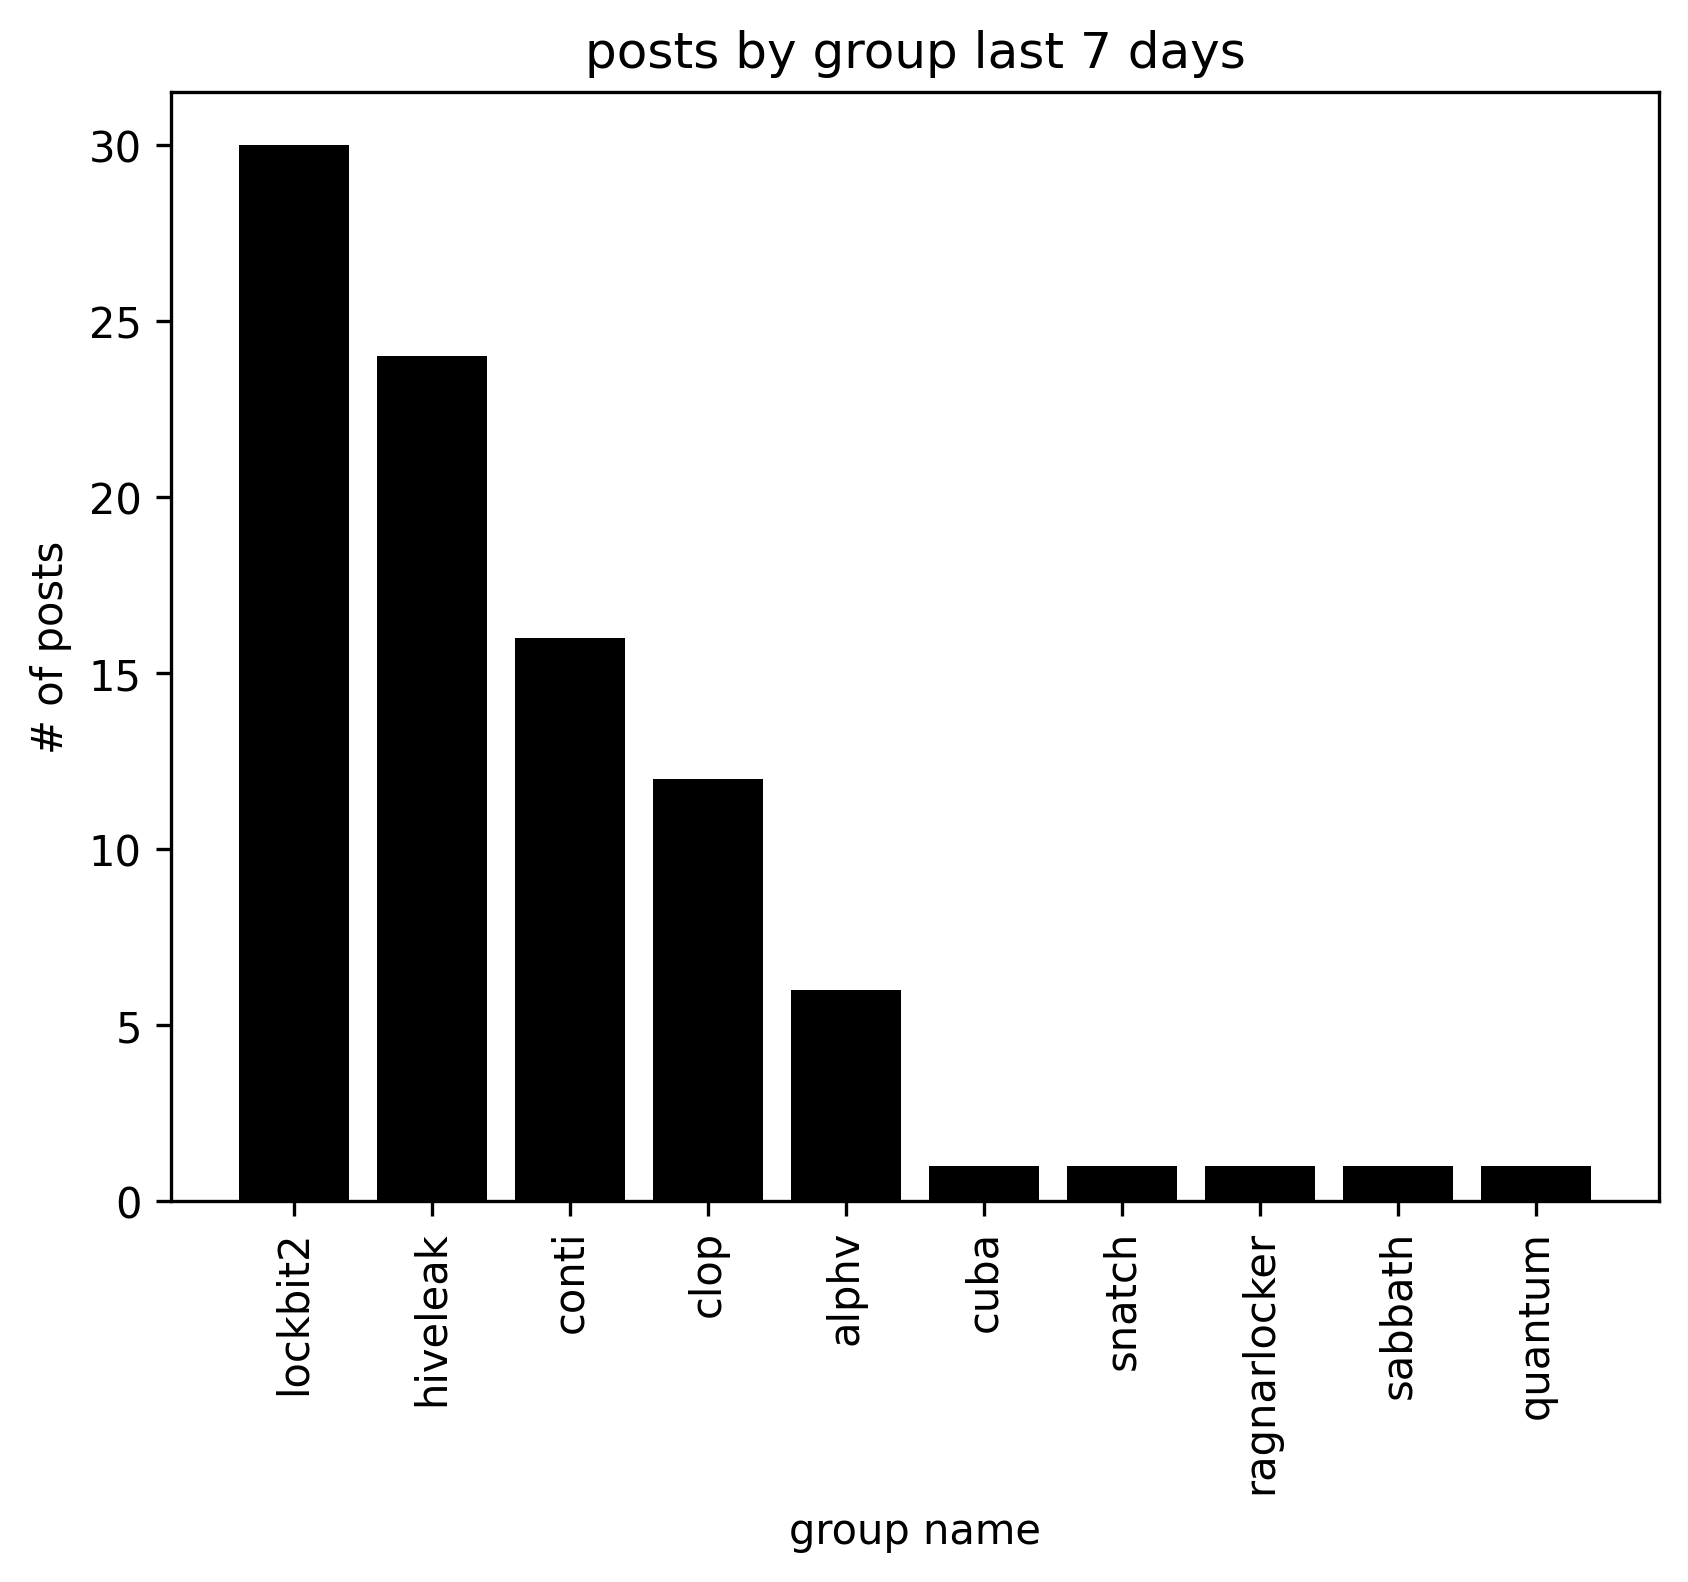 posts by group last 7 days
# of posts
30
25
20
15
10
5
0
lockbit2
hiveleak
conti
clop
alphv
cuba
snatch
ragnarlocker
sabbath
quantum
group name